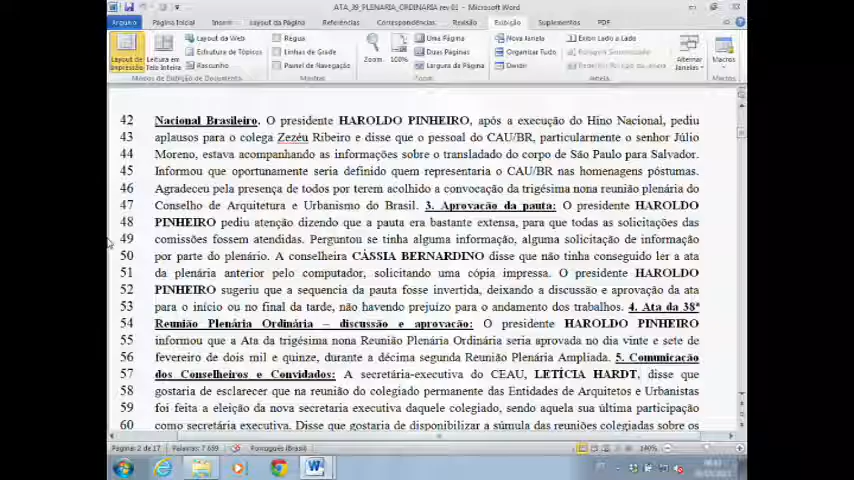 ATA_39_PLENARIA_ORDINARIA rev 01 - Microsoft Word
Arquivo Página Inicial Inserir Layout da Página Referências Correspondências Revisão Exibição Suplementos PDF
Layout de Impressão
Leitura em Tela Inteira
Layout da Web
Estrutura de Tópicos
Rascunho
Modos de Exibição de Documento
Régua
Linhas de Grade
Painel de Navegação
Mostrar
Zoom
100%
Uma Página
Duas Páginas
Largura da Página
Zoom
Nova Janela
Organizar Tudo
Dividir
Exibir Lado a Lado
Janela
Alternar Janelas
Macros
Macros
42 Nacional Brasileiro. O presidente HAROLDO PINHEIRO, após a execução do Hino Nacional, pediu
43 aplausos para o colega Zezéu Ribeiro e disse que o pessoal do CAU/BR, particularmente o senhor Júlio
44 Moreno, estava acompanhando as informações sobre o transladado do corpo de São Paulo para Salvador.
45 Informou que oportunamente seria definido quem representaria o CAU/BR nas homenagens póstumas.
46 Agradeceu pela presença de todos por terem acolhido a convocação da trigésima nona reunião plenária do
47 Conselho de Arquitetura e Urbanismo do Brasil. 3. Aprovação da pauta: O presidente HAROLDO
48 PINHEIRO pediu atenção dizendo que a pauta era bastante extensa, para que todas as solicitações das
49 comissões fossem atendidas. Perguntou se tinha alguma informação, alguma solicitação de informação
50 por parte do plenário. A conselheira CÁSSIA BERNARDINO disse que não tinha conseguido ler a ata
51 da plenária anterior pelo computador, solicitando uma cópia impressa. O presidente HAROLDO
52 PINHEIRO sugeriu que a sequencia da pauta fosse invertida, deixando a discussão e aprovação da ata
53 para o início ou no final da tarde, não havendo prejuízo para o andamento dos trabalhos. 4. Ata da 38ª
54 Reunião Plenária Ordinária – discussão e aprovação: O presidente HAROLDO PINHEIRO
55 informou que a Ata da trigésima nona Reunião Plenária Ordinária seria aprovada no dia vinte e sete de
56 fevereiro de dois mil e quinze, durante a décima segunda Reunião Plenária Ampliada. 5. Comunicação
57 dos Conselheiros e Convidados: A secretária-executiva do CEAU, LETÍCIA HARDT, disse que
58 gostaria de esclarecer que na reunião do colegiado permanente das Entidades de Arquitetos e Urbanistas
59 foi feita a eleição da nova secretaria executiva daquele colegiado, sendo aquela sua última participação
60 como secretária executiva. Disse que gostaria de disponibilizar a súmula das reuniões colegiadas sobre os
Página: 2 de 17 Palavras: 7.699 Português (Brasil) 140%